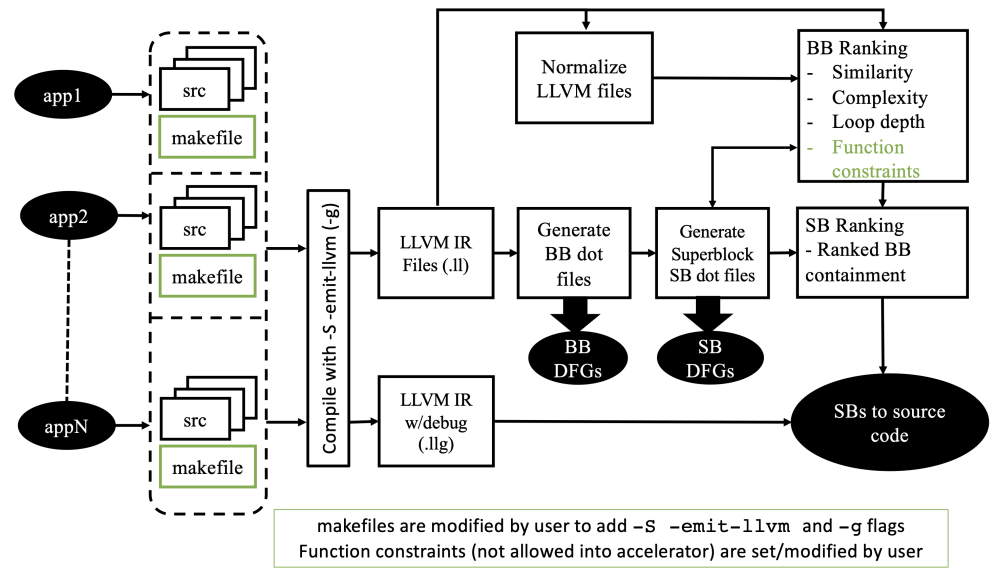 app1
src
makefile
app2
src
makefile
appN
src
makefile
Compile with -S -emit-llvm (-g)
LLVM IR
Files (.ll)
LLVM IR
w/debug
(.llg)
Normalize
LLVM files
Generate
BB dot
files
BB
DFGs
Generate
Superblock
SB dot files
SB
DFGs
BB Ranking
- Similarity
- Complexity
- Loop depth
- Function
constraints
SB Ranking
- Ranked BB
containment
SBs to source
code
makefiles are modified by user to add -S -emit-llvm and -g flags
Function constraints (not allowed into accelerator) are set/modified by user